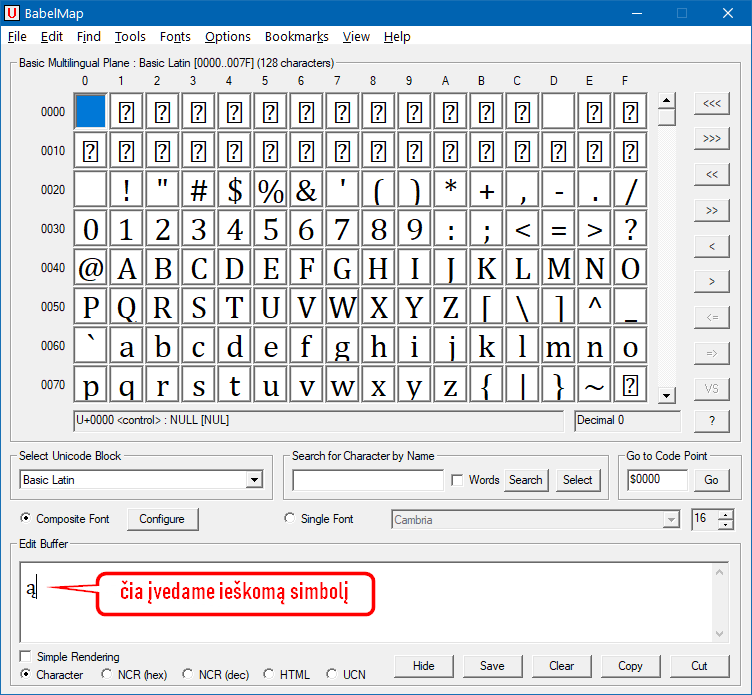 BabelMap
File Edit Find Tools Fonts Options Bookmarks View Help
Basic Multilingual Plane : Basic Latin [0000..007F] (128 characters)
0 1 2 3 4 5 6 7 8 9 A B C D E F
0000 <<<
0010 >>>
0020 ! " # $ % & ' ( ) * + , - . / <<
0030 0 1 2 3 4 5 6 7 8 9 : ; < = > ? >>
0040 @ A B C D E F G H I J K L M N O <
0050 P Q R S T U V W X Y Z [ \ ] ^ _ >
0060 ` a b c d e f g h i j k l m n o <=
0070 p q r s t u v w x y z { | } ~ =>
VS
U+0000 <control> : NULL [NUL] Decimal 0 ?
Select Unicode Block Search for Character by Name Go to Code Point
Basic Latin Words Search Select $0000 Go
Composite Font Configure Single Font Cambria 16
Edit Buffer
ą čia įvedame ieškomą simbolį
Simple Rendering
Character NCR (hex) NCR (dec) HTML UCN Hide Save Clear Copy Cut